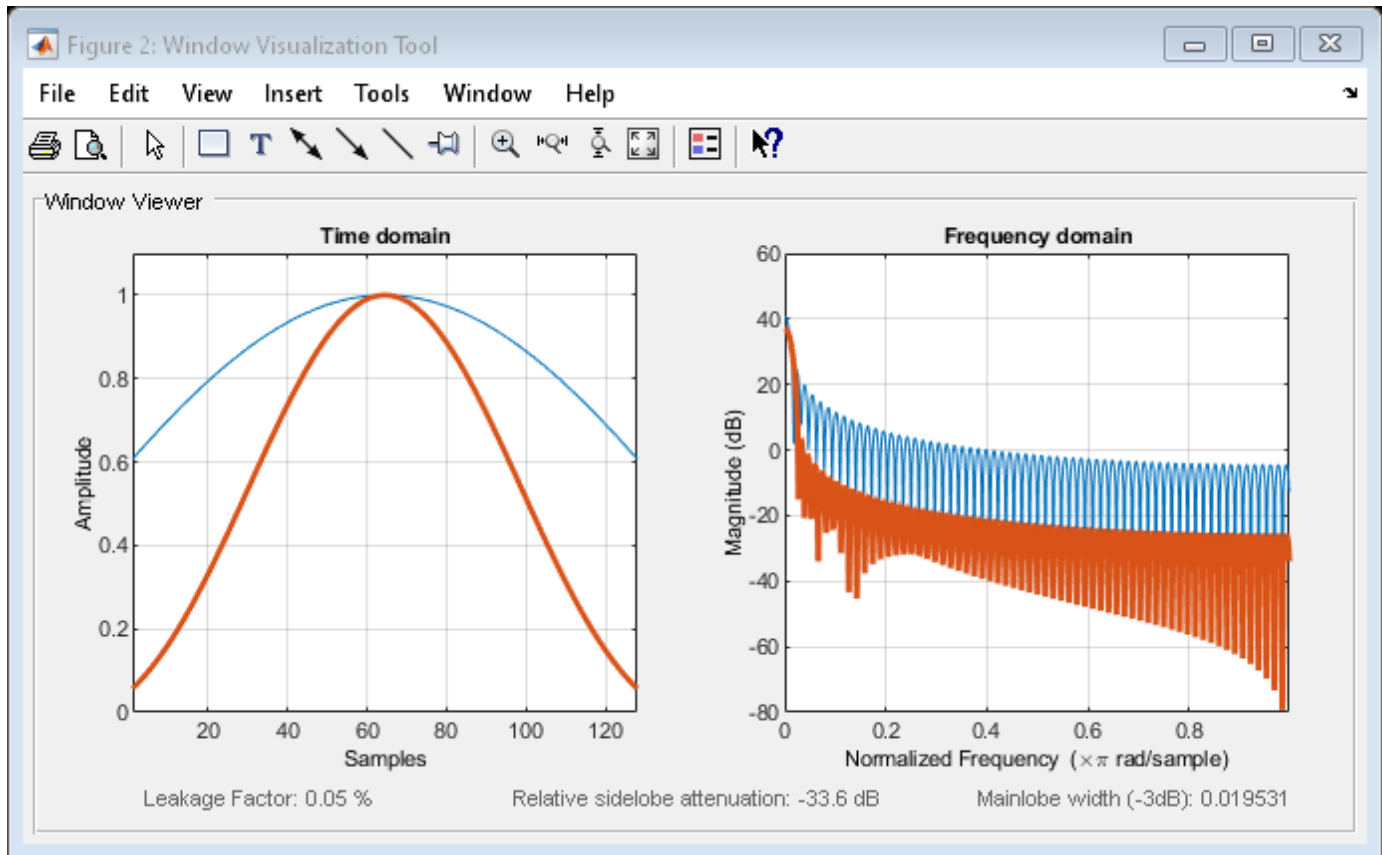 Figure 2: Window Visualization Tool
File Edit View Insert Tools Window Help
T
?
Window Viewer
Time domain
1
0.8
0.6
0.4
0.2
0
Amplitude
20 40 60 80 100 120
Samples
Frequency domain
60
40
20
0
-20
-40
-60
-80
Magnitude (dB)
0 0.2 0.4 0.6 0.8
Normalized Frequency (×π rad/sample)
Leakage Factor: 0.05 %
Relative sidelobe attenuation: -33.6 dB
Mainlobe width (-3dB): 0.019531